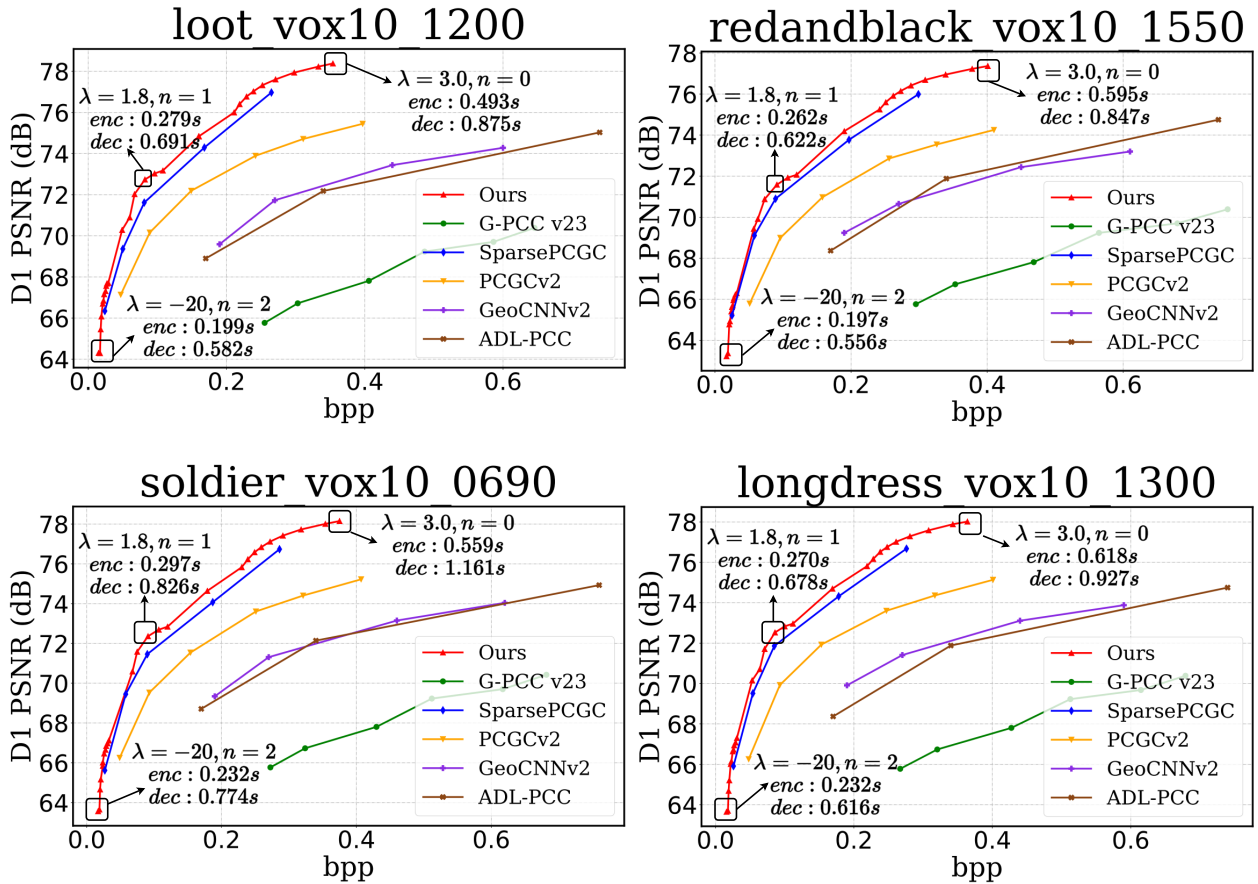 loot_vox10_1200
78
76
74
72
70
68
66
64
D1 PSNR (dB)
λ = 1.8, n = 1
enc : 0.279s
dec : 0.691s
λ = 3.0, n = 0
enc : 0.493s
dec : 0.875s
λ = −20, n = 2
enc : 0.199s
dec : 0.582s
Ours
G-PCC v23
SparsePCGC
PCGCv2
GeoCNNv2
ADL-PCC
0.0 0.2 0.4 0.6
bpp
redandblack_vox10_1550
78
76
74
72
70
68
66
64
D1 PSNR (dB)
λ = 1.8, n = 1
enc : 0.262s
dec : 0.622s
λ = 3.0, n = 0
enc : 0.595s
dec : 0.847s
λ = −20, n = 2
enc : 0.197s
dec : 0.556s
Ours
G-PCC v23
SparsePCGC
PCGCv2
GeoCNNv2
ADL-PCC
0.0 0.2 0.4 0.6
bpp
soldier_vox10_0690
78
76
74
72
70
68
66
64
D1 PSNR (dB)
λ = 1.8, n = 1
enc : 0.297s
dec : 0.826s
λ = 3.0, n = 0
enc : 0.559s
dec : 1.161s
λ = −20, n = 2
enc : 0.232s
dec : 0.774s
Ours
G-PCC v23
SparsePCGC
PCGCv2
GeoCNNv2
ADL-PCC
0.0 0.2 0.4 0.6
bpp
longdress_vox10_1300
78
76
74
72
70
68
66
64
D1 PSNR (dB)
λ = 1.8, n = 1
enc : 0.270s
dec : 0.678s
λ = 3.0, n = 0
enc : 0.618s
dec : 0.927s
λ = −20, n = 2
enc : 0.232s
dec : 0.616s
Ours
G-PCC v23
SparsePCGC
PCGCv2
GeoCNNv2
ADL-PCC
0.0 0.2 0.4 0.6
bpp